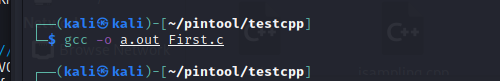 ┌──(kali㉿kali)-[~/pintool/testcpp]
└─$ gcc -o a.out First.c
┌──(kali㉿kali)-[~/pintool/testcpp]